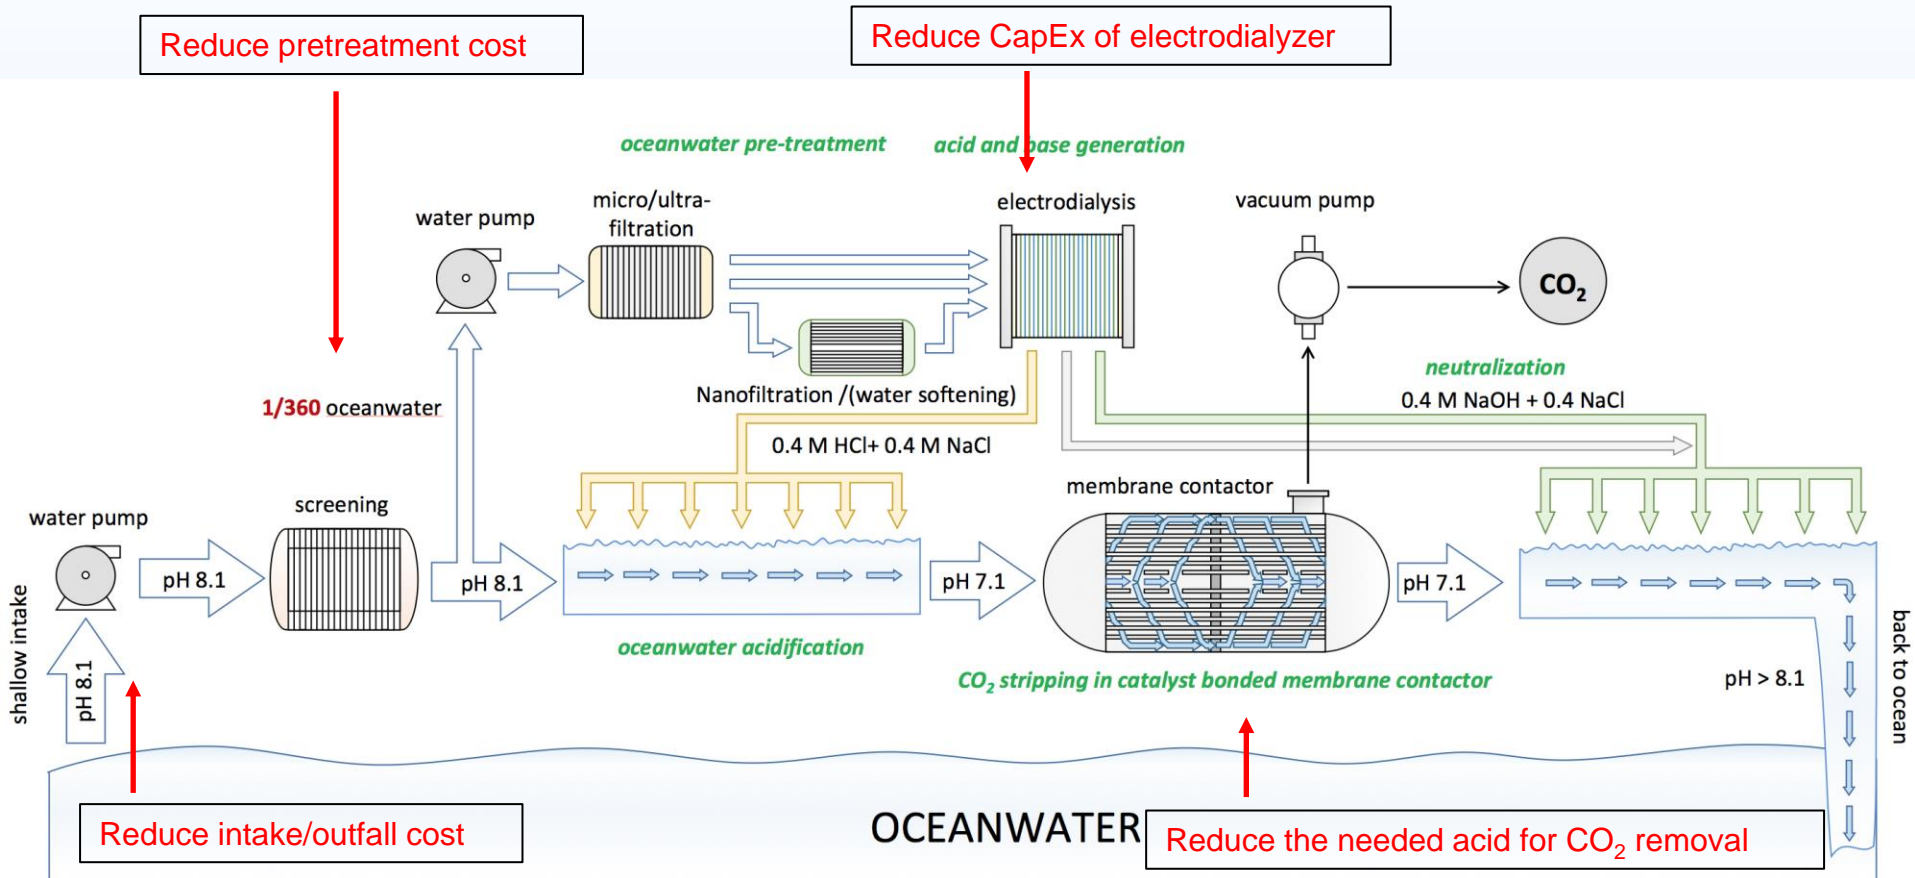 Reduce pretreatment cost
Reduce CapEx of electrodialyzer
oceanwater pre-treatment
acid and base generation
water pump
micro/ultra-
filtration
electrodialysis
vacuum pump
CO₂
Nanofiltration /(water softening)
neutralization
0.4 M NaOH + 0.4 NaCl
1/360 oceanwater
0.4 M HCl+ 0.4 M NaCl
water pump
screening
membrane contactor
shallow intake
pH 8.1
pH 8.1
pH 8.1
pH 7.1
pH 7.1
oceanwater acidification
CO₂ stripping in catalyst bonded membrane contactor
pH > 8.1
back to ocean
Reduce intake/outfall cost
OCEANWATER
Reduce the needed acid for CO₂ removal